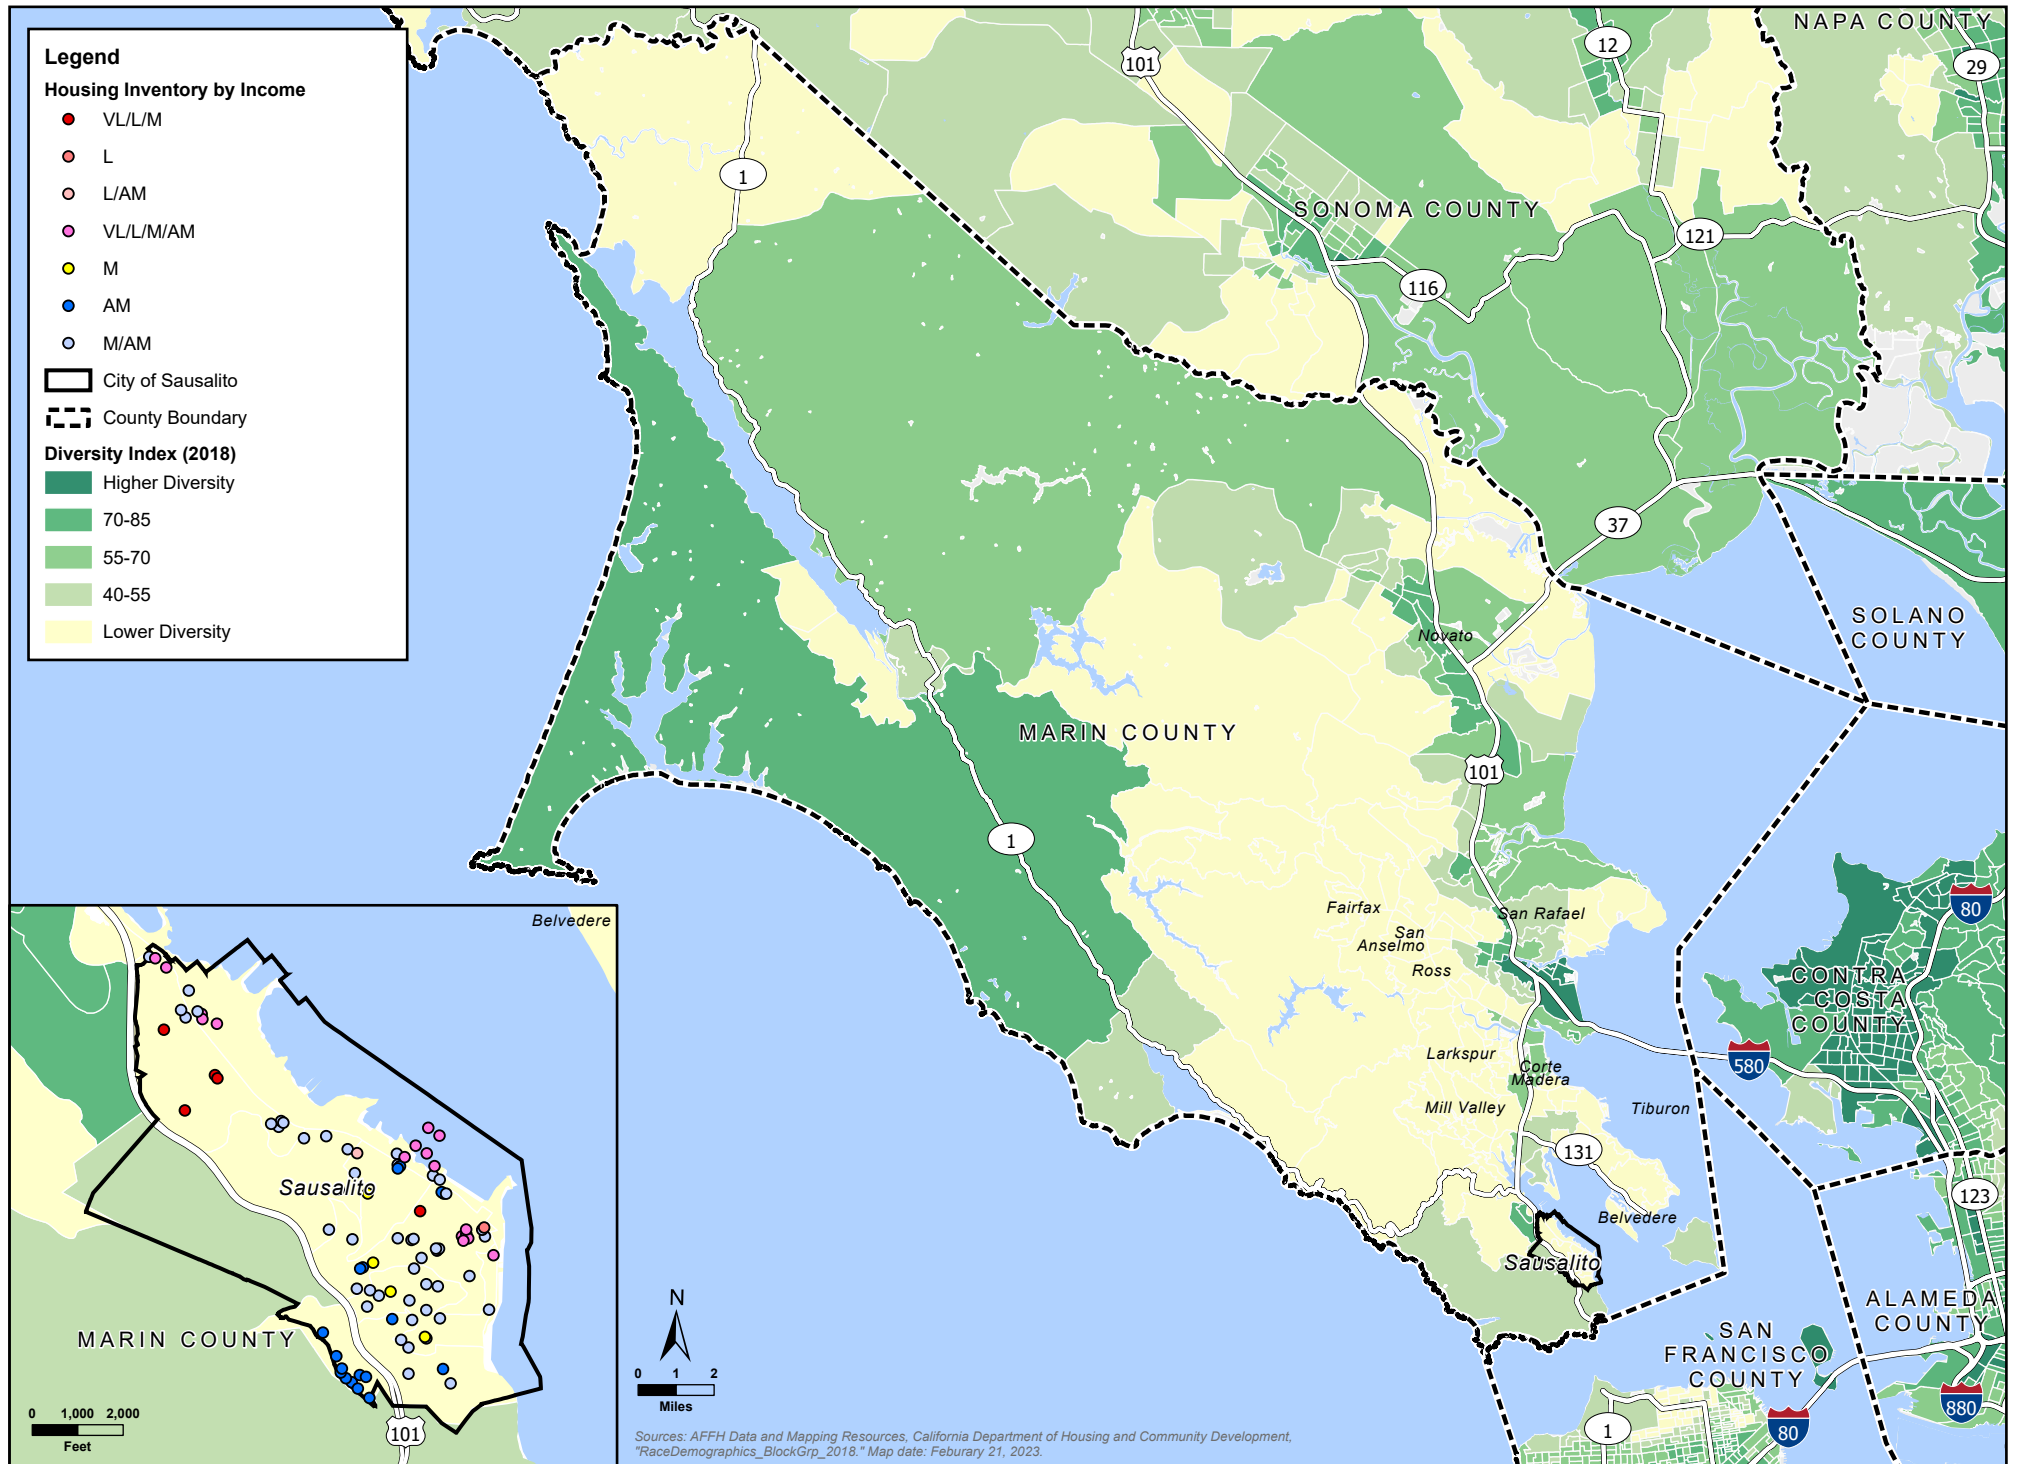 Legend
Housing Inventory by Income
VL/L/M
L
L/AM
VL/L/M/AM
M
AM
M/AM
City of Sausalito
County Boundary
Diversity Index (2018)
Higher Diversity
70-85
55-70
40-55
Lower Diversity
NAPA COUNTY
12
29
101
1
SONOMA COUNTY
121
116
37
SOLANO
COUNTY
Novato
MARIN COUNTY
101
1
80
Fairfax
San Rafael
San
Anselmo
Ross
CONTRA
COSTA
COUNTY
Larkspur
Corte
Madera
580
Mill Valley
Tiburon
131
123
Belvedere
Sausalito
ALAMEDA
COUNTY
SAN
FRANCISCO
COUNTY
880
80
1
Belvedere
Sausalito
MARIN COUNTY
101
0 1,000 2,000
Feet
N
0 1 2
Miles
Sources: AFFH Data and Mapping Resources, California Department of Housing and Community Development,
"RaceDemographics_BlockGrp_2018." Map date: Feburary 21, 2023.